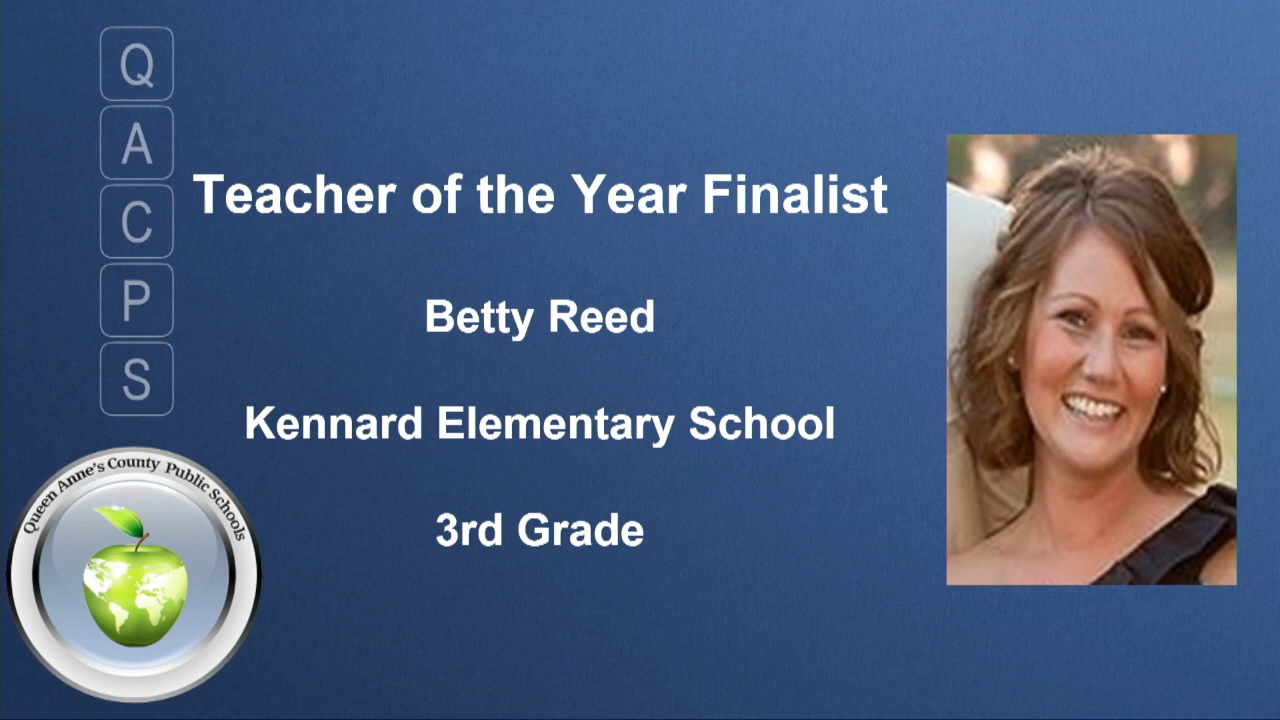 Q
A
C
P
S
Teacher of the Year Finalist
Betty Reed
Kennard Elementary School
3rd Grade
Queen Anne's County Public Schools